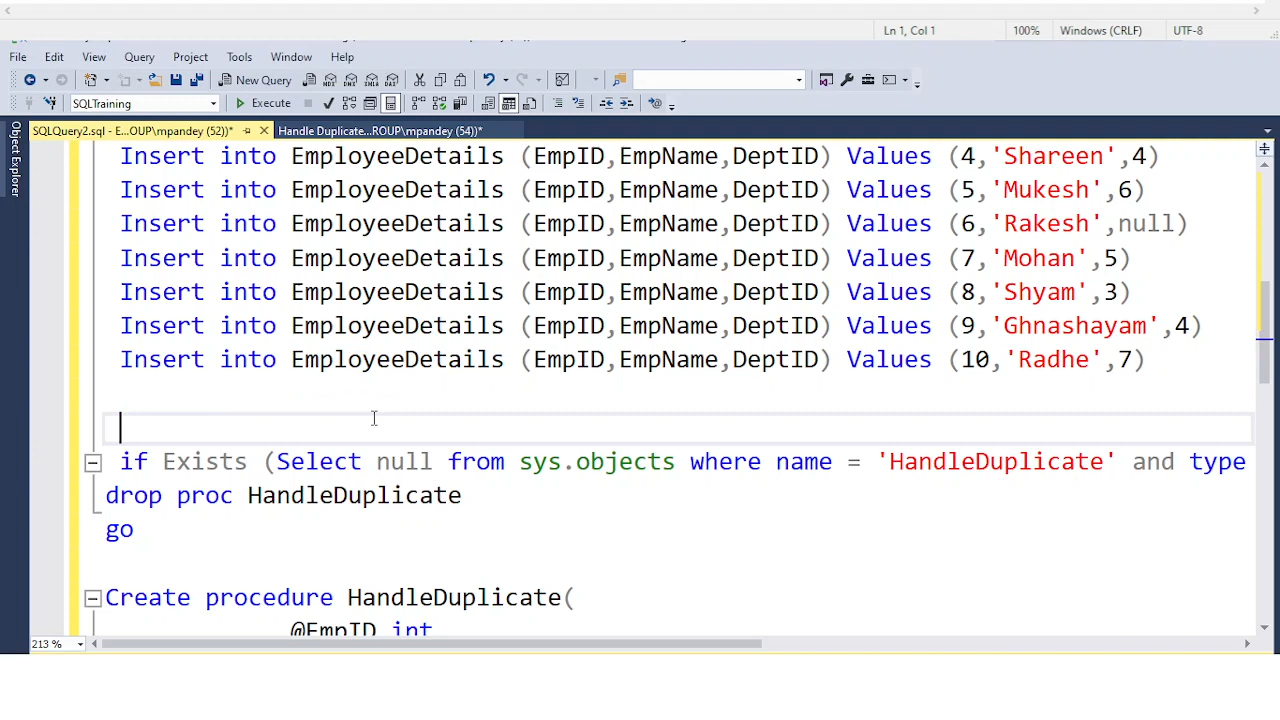 Ln 1, Col 1 100% Windows (CRLF) UTF-8
File Edit View Query Project Tools Window Help
New Query
SQLTraining Execute
SQLQuery2.sql - E...OUP\mpandey (52))* Handle Duplicate...ROUP\mpandey (54))*
Object Explorer
Insert into EmployeeDetails (EmpID,EmpName,DeptID) Values (4,'Shareen',4)
Insert into EmployeeDetails (EmpID,EmpName,DeptID) Values (5,'Mukesh',6)
Insert into EmployeeDetails (EmpID,EmpName,DeptID) Values (6,'Rakesh',null)
Insert into EmployeeDetails (EmpID,EmpName,DeptID) Values (7,'Mohan',5)
Insert into EmployeeDetails (EmpID,EmpName,DeptID) Values (8,'Shyam',3)
Insert into EmployeeDetails (EmpID,EmpName,DeptID) Values (9,'Ghnashayam',4)
Insert into EmployeeDetails (EmpID,EmpName,DeptID) Values (10,'Radhe',7)
if Exists (Select null from sys.objects where name = 'HandleDuplicate' and type
drop proc HandleDuplicate
go
Create procedure HandleDuplicate(
@EmpID int
213 %